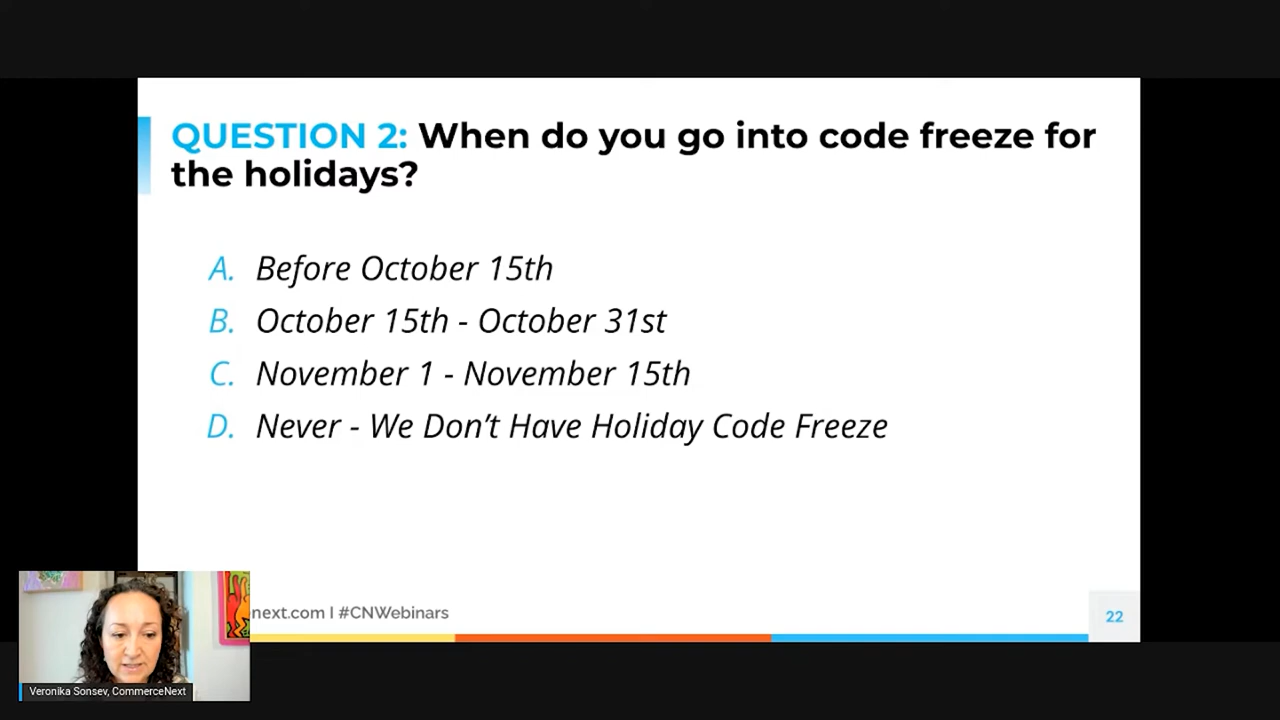 QUESTION 2: When do you go into code freeze for
the holidays?
A. Before October 15th
B. October 15th - October 31st
C. November 1 - November 15th
D. Never - We Don’t Have Holiday Code Freeze
next.com I #CNWebinars
22
Veronika Sonsev, CommerceNext